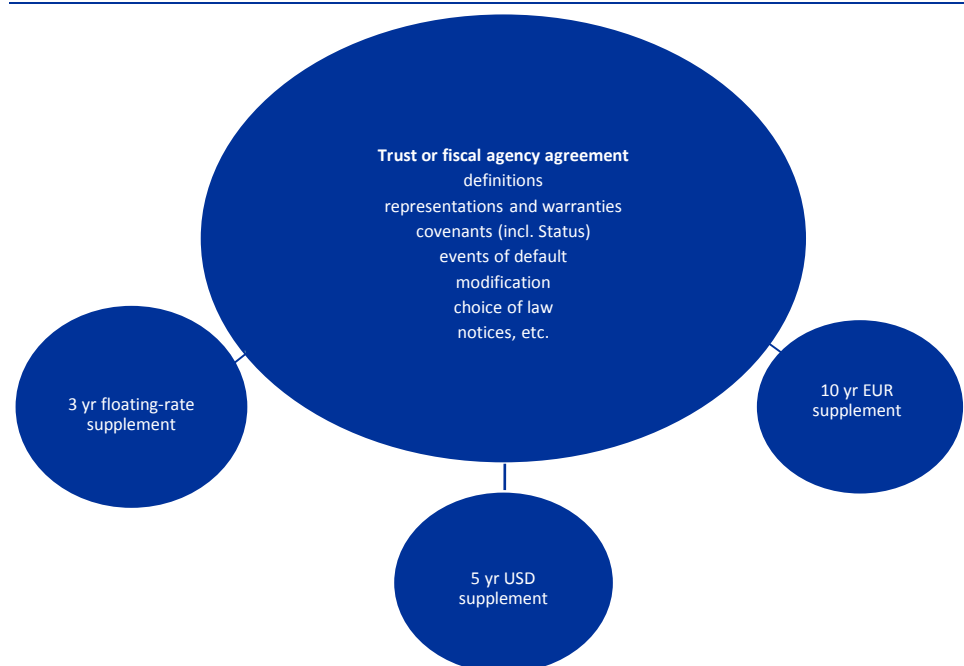 Trust or fiscal agency agreement
definitions
representations and warranties
covenants (incl. Status)
events of default
modification
choice of law
notices, etc.
3 yr floating-rate
supplement
10 yr EUR
supplement
5 yr USD
supplement